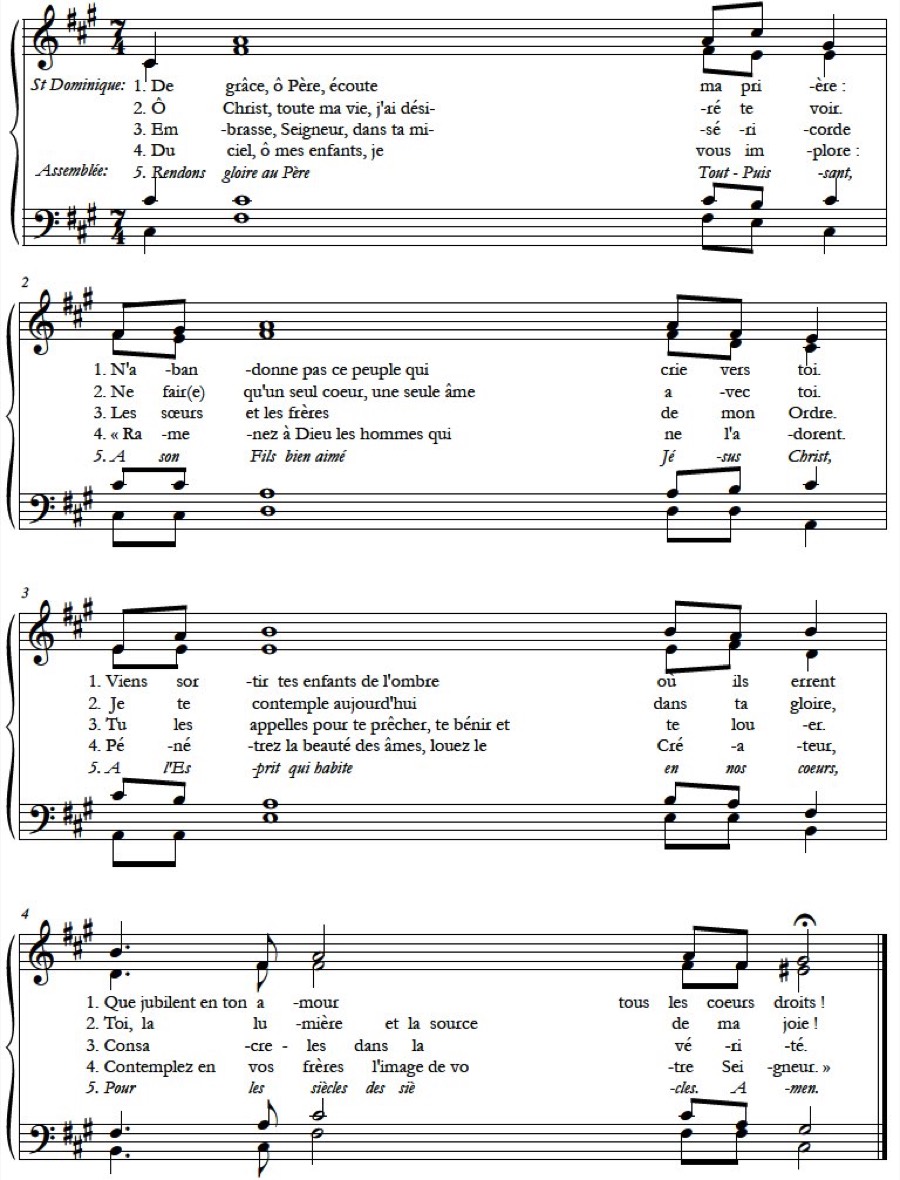 7 4
St Dominique: 1. De grâce, ô Père, écoute ma pri -ère :
2. Ô Christ, toute ma vie, j'ai dési- -ré te voir.
3. Em -brasse, Seigneur, dans ta mi- -sé -ri -corde
4. Du ciel, ô mes enfants, je vous im -plore :
Assemblée: 5. Rendons gloire au Père Tout - Puis -sant,
7 4
2
1. N'a -ban -donne pas ce peuple qui crie vers toi.
2. Ne fair(e) qu'un seul coeur, une seule âme a -vec toi.
3. Les sœurs et les frères de mon Ordre.
4. « Ra -me -nez à Dieu les hommes qui ne l'a -dorent.
5. A son Fils bien aimé Jé -sus Christ,
3
1. Viens sor -tir tes enfants de l'ombre où ils errent
2. Je te contemple aujourd'hui dans ta gloire,
3. Tu les appelles pour te prêcher, te bénir et te lou -er.
4. Pé -né -trez la beauté des âmes, louez le Cré -a -teur,
5. A l'Es -prit qui habite en nos coeurs,
4
1. Que jubilent en ton a -mour tous les coeurs droits !
2. Toi, la lu -mière et la source de ma joie !
3. Consa -cre - les dans la vé -ri -té.
4. Contemplez en vos frères l'image de vo -tre Sei -gneur. »
5. Pour les siècles des siè -cles. A -men.